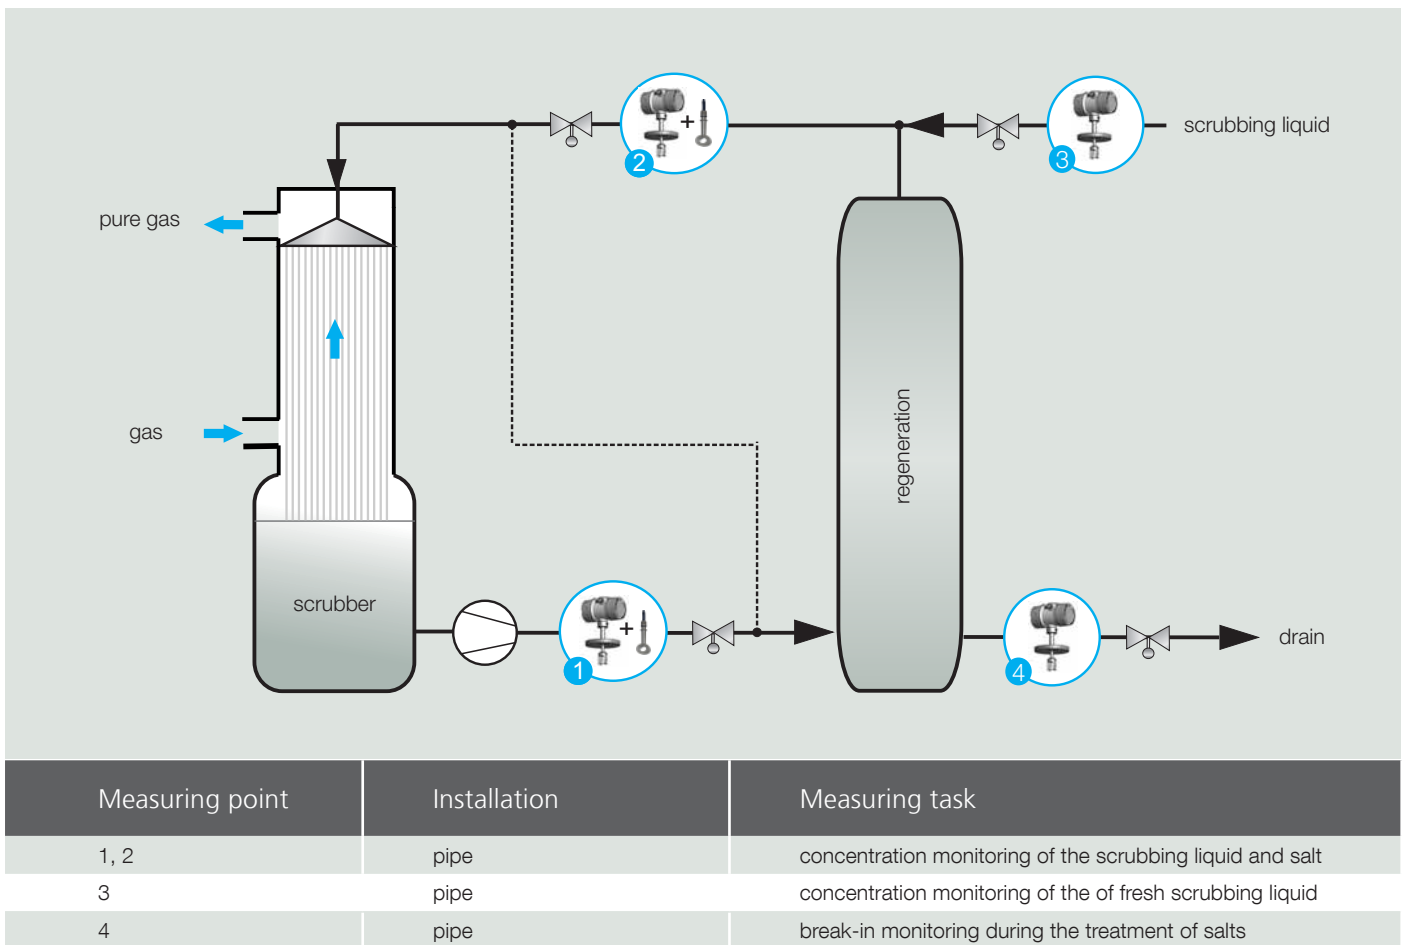 scrubbing liquid
+
2
3
pure gas
gas
regeneration
scrubber
+
1
4
drain
Measuring point Installation Measuring task
1, 2 pipe concentration monitoring of the scrubbing liquid and salt
3 pipe concentration monitoring of the of fresh scrubbing liquid
4 pipe break-in monitoring during the treatment of salts